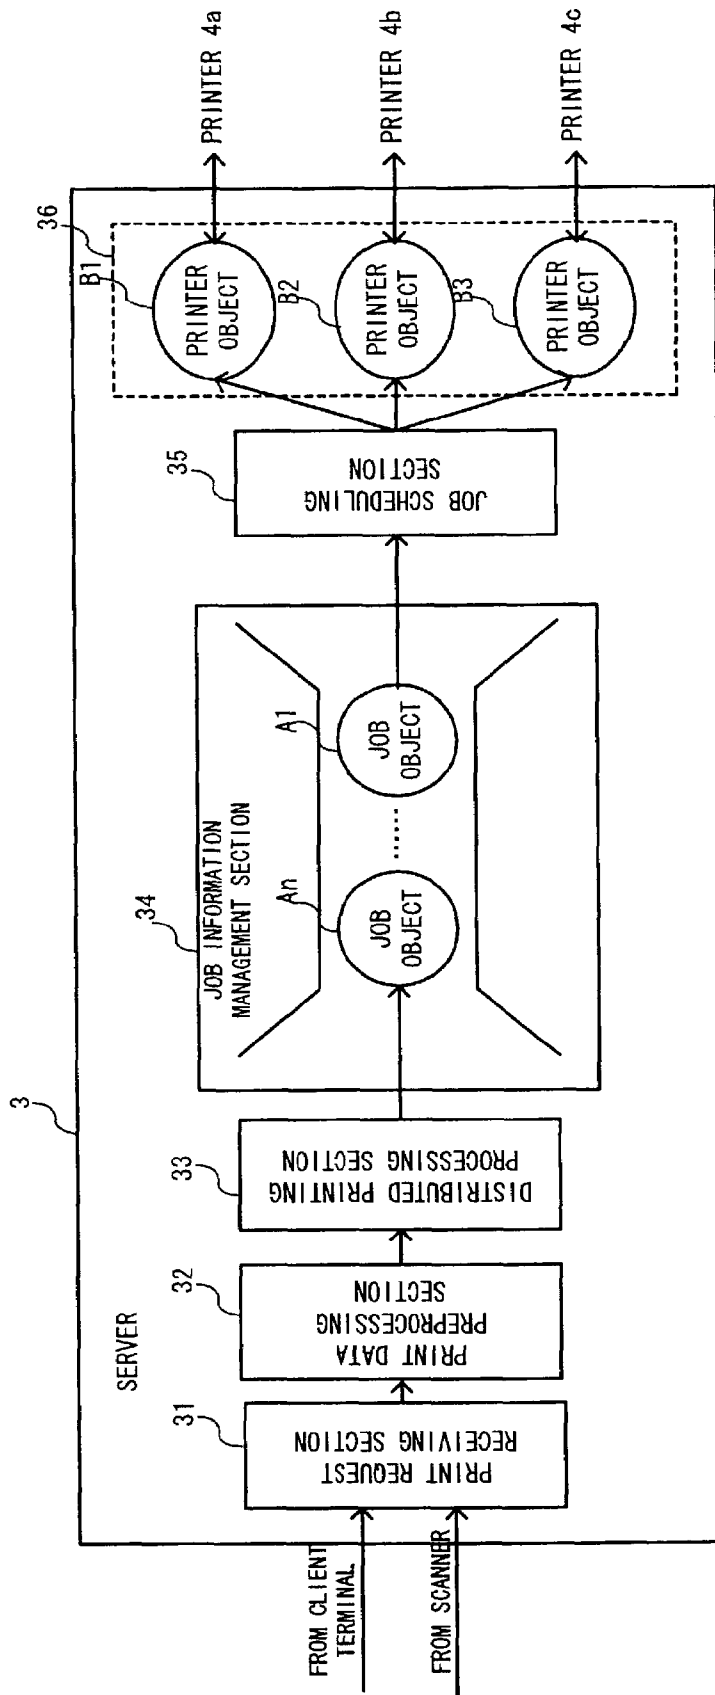 3
SERVER
FROM CLIENT
TERMINAL
FROM SCANNER
31
PRINT REQUEST
RECEIVING SECTION
32
PRINT DATA
PREPROCESSING
SECTION
33
DISTRIBUTED PRINTING
PROCESSING SECTION
34
JOB INFORMATION
MANAGEMENT SECTION
An
JOB
OBJECT
A1
JOB
OBJECT
35
JOB SCHEDULING
SECTION
36
B1
PRINTER
OBJECT
B2
PRINTER
OBJECT
B3
PRINTER
OBJECT
PRINTER 4a
PRINTER 4b
PRINTER 4c